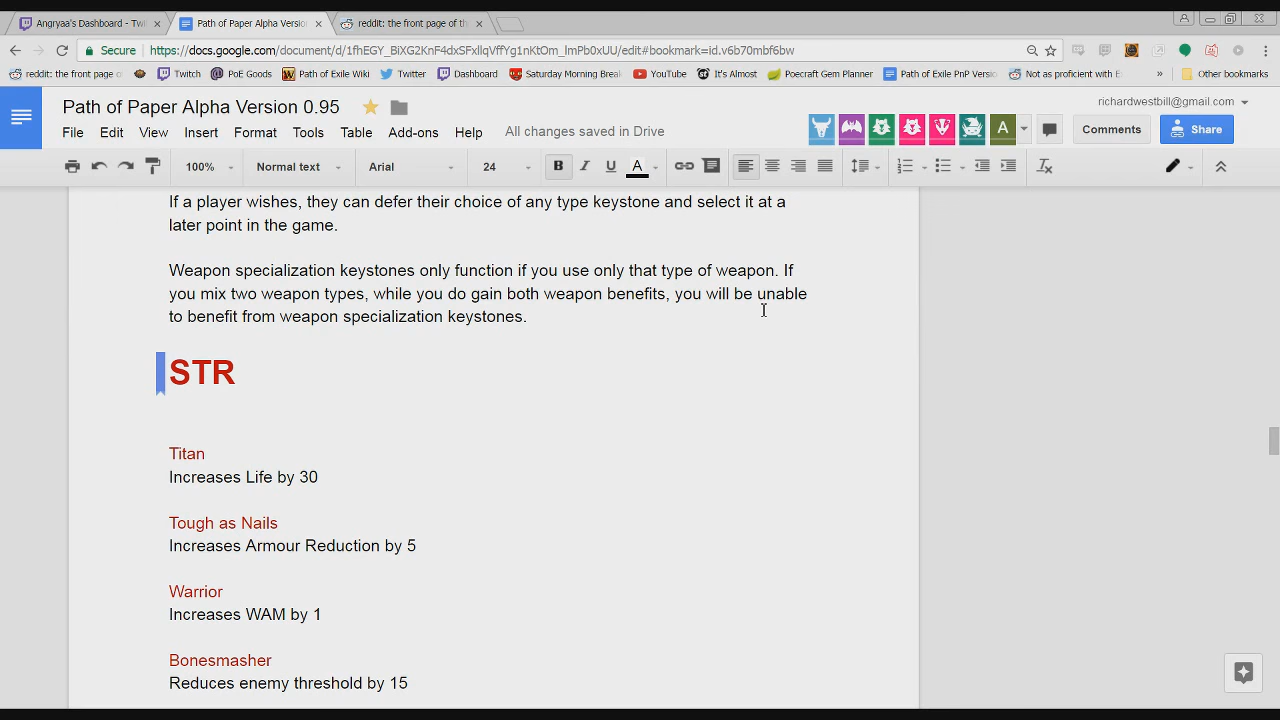 Angryaa's Dashboard - Twi
Path of Paper Alpha Version
reddit: the front page of th
Secure
https://docs.google.com/document/d/1fhEGY_BiXG2KnF4dxSFxllqVffYg1nKtOm_lmPb0xUU/edit#bookmark=id.v6b70mbf6bw
reddit: the front page o
Twitch
PoE Goods
Path of Exile Wiki
Twitter
Dashboard
Saturday Morning Break
YouTube
It's Almost
Poecraft Gem Planner
Path of Exile PnP Versio
Notas proficient with E
»
Other bookmarks
Path of Paper Alpha Version 0.95
richardwestbill@gmail.com
File Edit View Insert Format Tools Table Add-ons Help All changes saved in Drive
A
Comments
Share
100% Normal text Arial 24 B I U A
If a player wishes, they can defer their choice of any type keystone and select it at a
later point in the game.
Weapon specialization keystones only function if you use only that type of weapon. If
you mix two weapon types, while you do gain both weapon benefits, you will be unable
to benefit from weapon specialization keystones.
STR
Titan
Increases Life by 30
Tough as Nails
Increases Armour Reduction by 5
Warrior
Increases WAM by 1
Bonesmasher
Reduces enemy threshold by 15